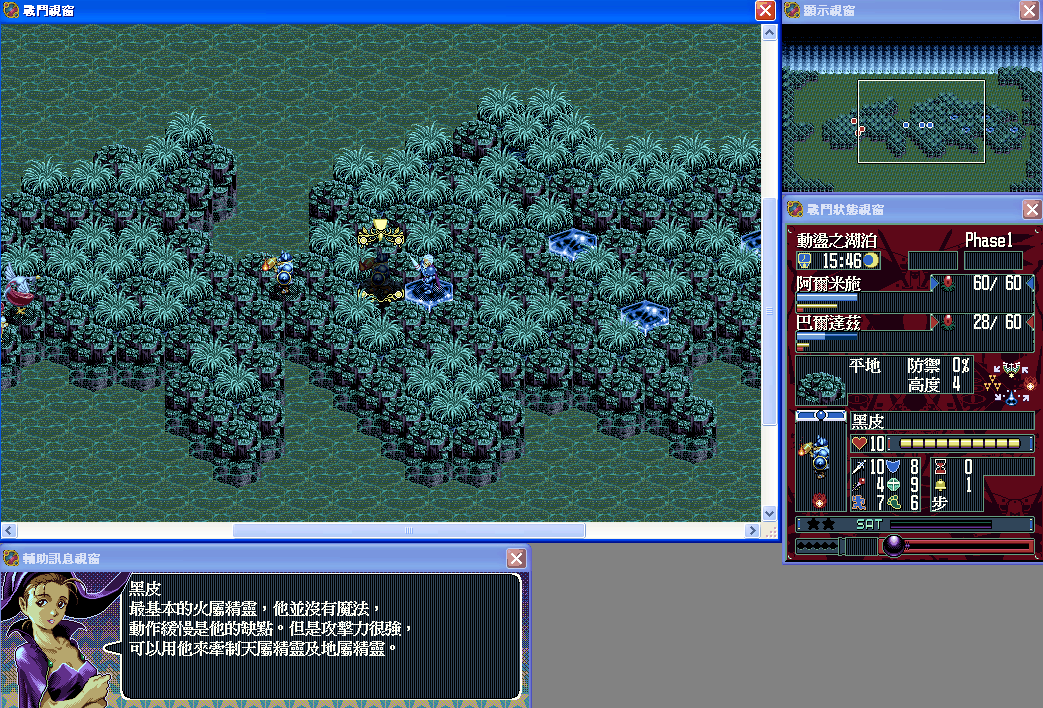 戰鬥視窗
顯示視窗
戰鬥狀態視窗
動盪之湖泊
Phase1
15:46
阿爾米施
60/ 60
巴爾達茲
28/ 60
平地
防禦 0%
高度 4
黑皮
10
10 8
0
4 9
1
7 6
步
SAT
輔助訊息視窗
黑皮
最基本的火屬精靈，他並沒有魔法，
動作緩慢是他的缺點。但是攻擊力很強，
可以用他來牽制天屬精靈及地屬精靈。